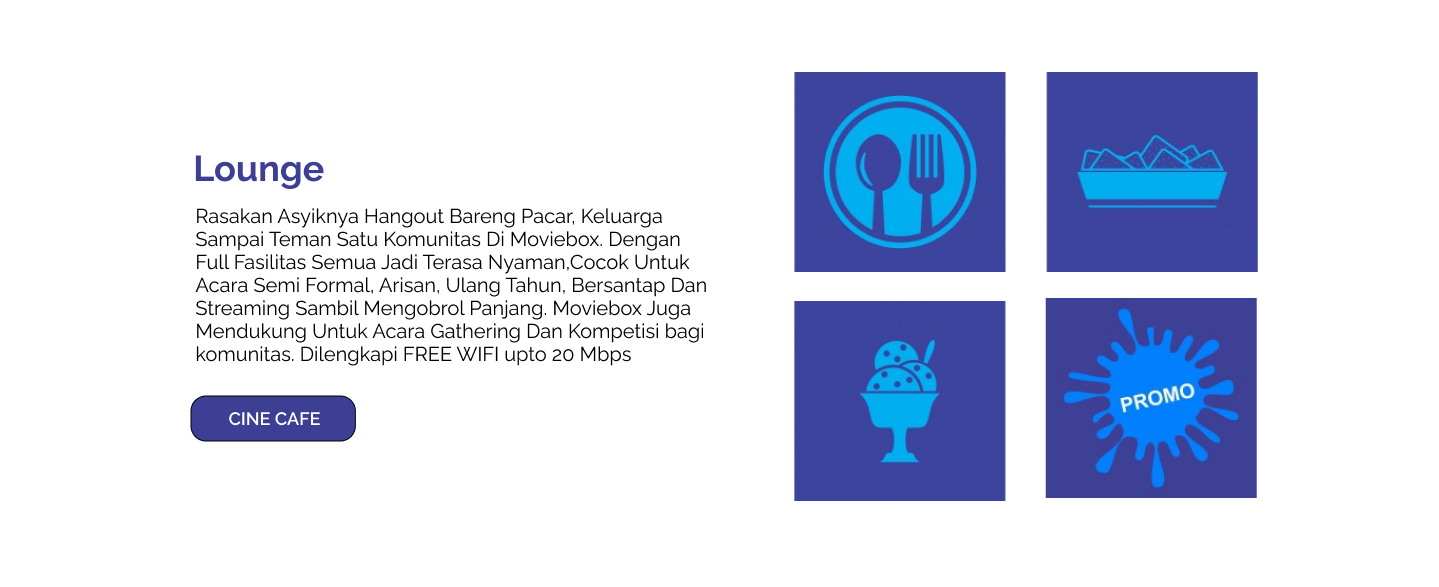 Lounge
Rasakan Asyiknya Hangout Bareng Pacar, Keluarga
Sampai Teman Satu Komunitas Di Moviebox. Dengan
Full Fasilitas Semua Jadi Terasa Nyaman,Cocok Untuk
Acara Semi Formal, Arisan, Ulang Tahun, Bersantap Dan
Streaming Sambil Mengobrol Panjang. Moviebox Juga
Mendukung Untuk Acara Gathering Dan Kompetisi bagi
komunitas. Dilengkapi FREE WIFI upto 20 Mbps
CINE CAFE
PROMO